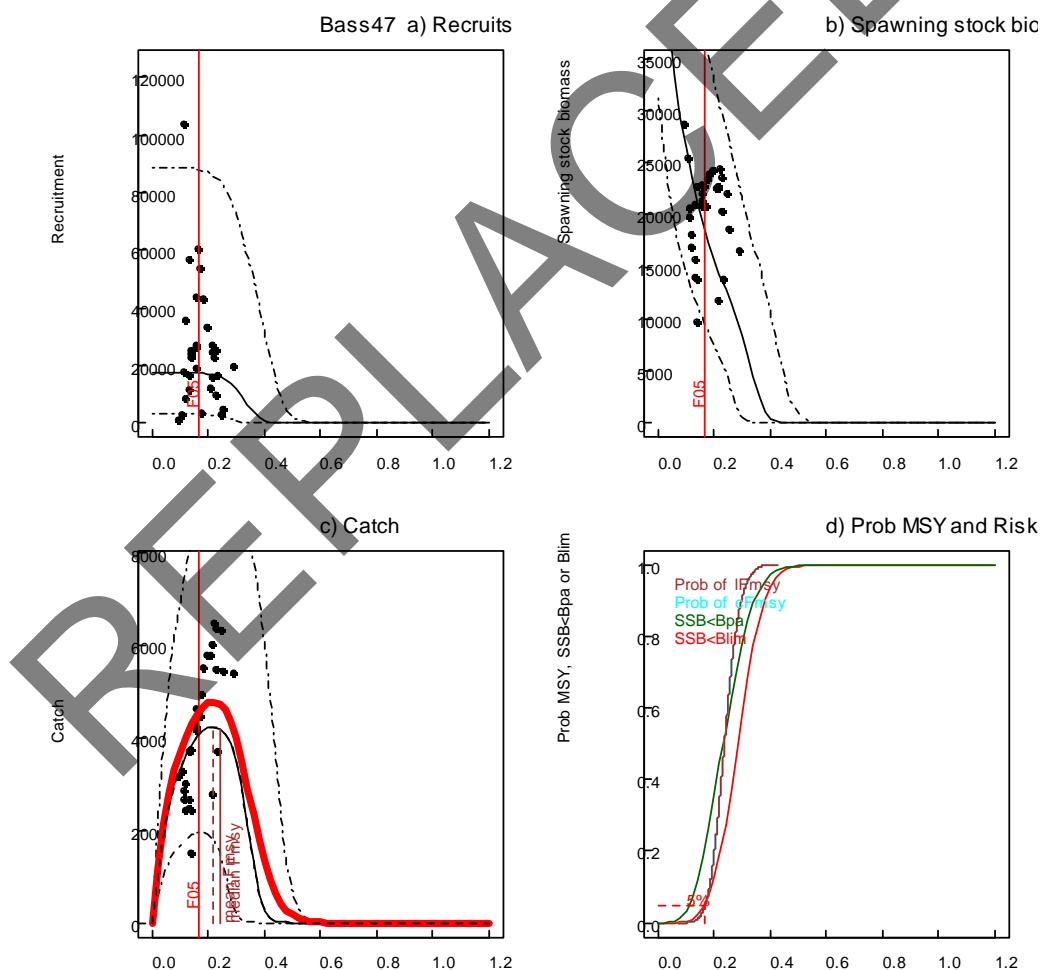 Bass47 a) Recruits
b) Spawning stock bio
Recruitment
120000
100000
80000
60000
40000
20000
0
F05
0.0 0.2 0.4 0.6 0.8 1.0 1.2
Spawning stock biomass
35000
30000
25000
20000
15000
10000
5000
0
F05
0.0 0.2 0.4 0.6 0.8 1.0 1.2
c) Catch
d) Prob MSY and Risk
Catch
8000
6000
4000
2000
0
F05
mean Fmsy
median Fmsy
0.0 0.2 0.4 0.6 0.8 1.0 1.2
Prob MSY, SSB<Bpa or Blim
1.0
0.8
0.6
0.4
0.2
0.0
Prob of lFmsy
Prob of cFmsy
SSB<Bpa
SSB<Blim
5%
0.0 0.2 0.4 0.6 0.8 1.0 1.2